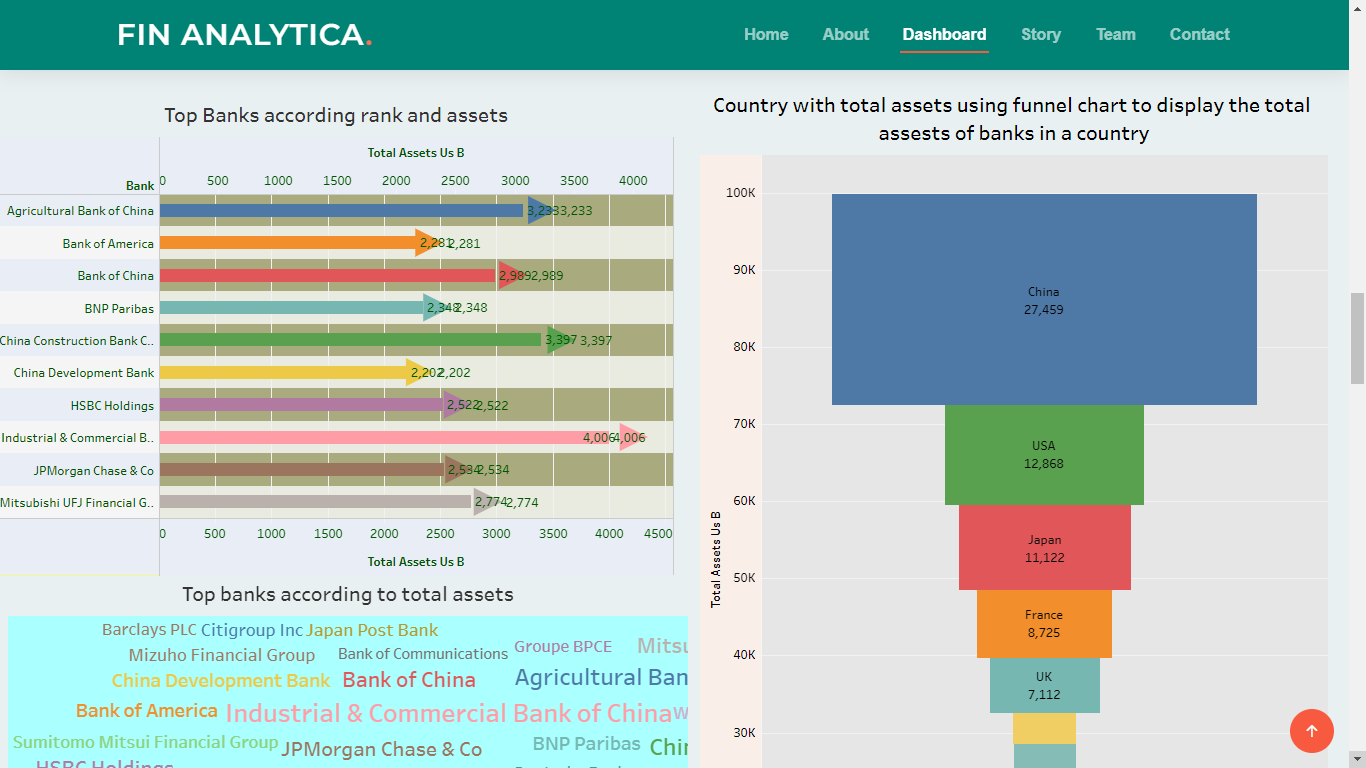 FIN ANALYTICA.
Home About Dashboard Story Team Contact
Top Banks according rank and assets
Total Assets Us B
Bank
0 500 1000 1500 2000 2500 3000 3500 4000
Agricultural Bank of China 3,233 3,233
Bank of America 2,281 2,281
Bank of China 2,989 2,989
BNP Paribas 2,348 2,348
China Construction Bank C.. 3,397 3,397
China Development Bank 2,202 2,202
HSBC Holdings 2,522 2,522
Industrial & Commercial B.. 4,006 4,006
JPMorgan Chase & Co 2,534 2,534
Mitsubishi UFJ Financial G.. 2,774 2,774
0 500 1000 1500 2000 2500 3000 3500 4000 4500
Total Assets Us B
Top banks according to total assets
Barclays PLC Citigroup Inc Japan Post Bank
Mizuho Financial Group Bank of Communications Groupe BPCE Mitsu
China Development Bank Bank of China Agricultural Ban
Bank of America Industrial & Commercial Bank of China W
Sumitomo Mitsui Financial Group JPMorgan Chase & Co BNP Paribas Chin
HSBC Holdings
Country with total assets using funnel chart to display the total
assests of banks in a country
100K
90K
80K
70K
60K
50K
40K
30K
Total Assets Us B
China
27,459
USA
12,868
Japan
11,122
France
8,725
UK
7,112